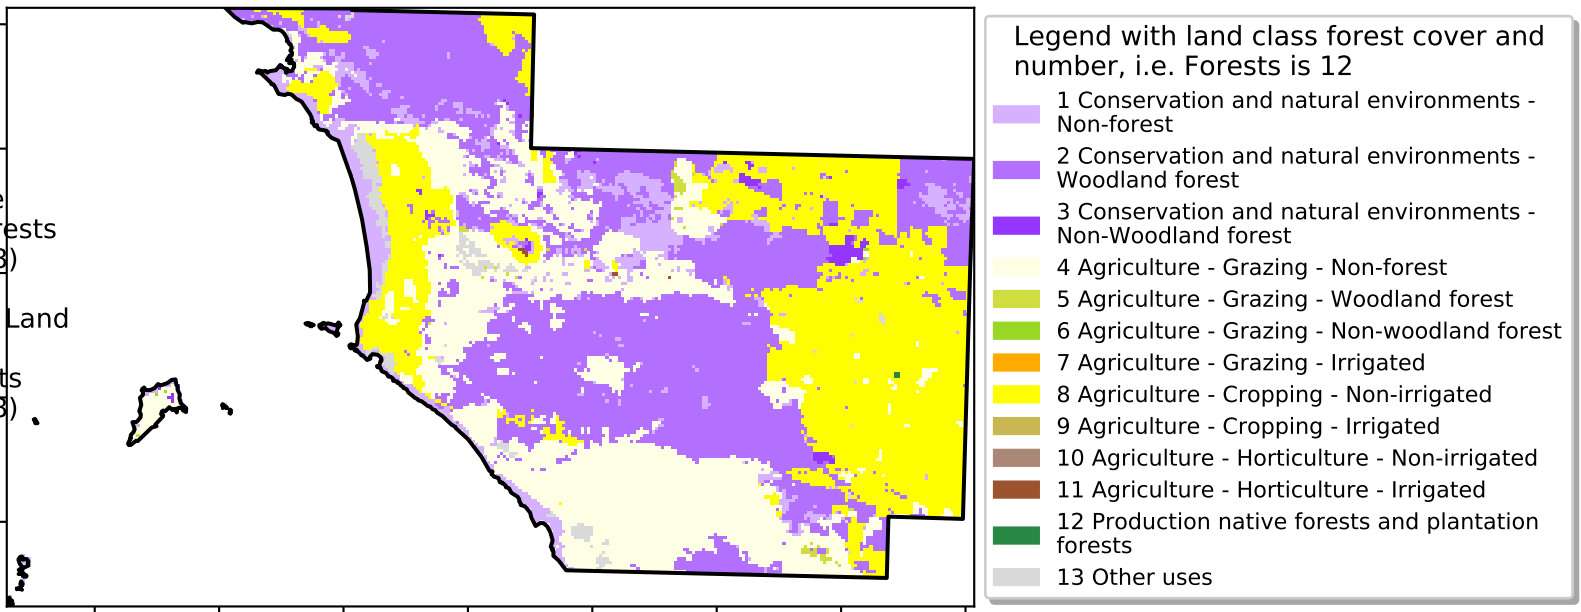 e
rests
3)
Land
ts
3)
Legend with land class forest cover and
number, i.e. Forests is 12
1 Conservation and natural environments -
Non-forest
2 Conservation and natural environments -
Woodland forest
3 Conservation and natural environments -
Non-Woodland forest
4 Agriculture - Grazing - Non-forest
5 Agriculture - Grazing - Woodland forest
6 Agriculture - Grazing - Non-woodland forest
7 Agriculture - Grazing - Irrigated
8 Agriculture - Cropping - Non-irrigated
9 Agriculture - Cropping - Irrigated
10 Agriculture - Horticulture - Non-irrigated
11 Agriculture - Horticulture - Irrigated
12 Production native forests and plantation
forests
13 Other uses